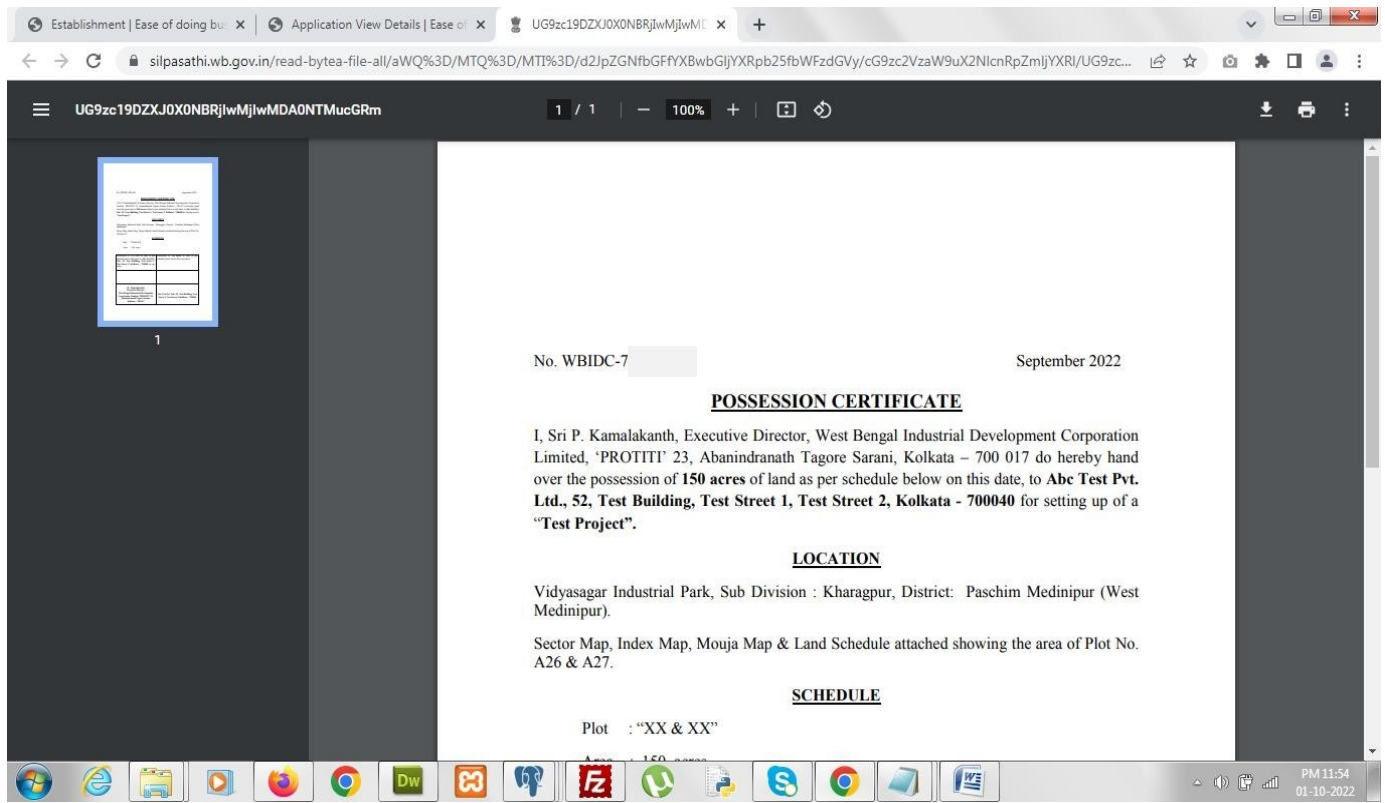 Establishment | Ease of doing bu
Application View Details | Ease of
UG9zc19DZXJ0X0NBRjIwMjIwMD
silpasathi.wb.gov.in/read-bytea-file-all/aWQ%3D/MTQ%3D/MTI%3D/d2JpZGNfbGFfYXBwbGljYXRpb25fbWFzdGVy/cG9zc2VzaW9uX2NlcnRpZmljYXRl/UG9zc...
UG9zc19DZXJ0X0NBRjIwMjIwMDA0NTMucGRm
1 / 1
100%
1
No. WBIDC-7
September 2022
POSSESSION CERTIFICATE
I, Sri P. Kamalakanth, Executive Director, West Bengal Industrial Development Corporation
Limited, ‘PROTITI’ 23, Abanindranath Tagore Sarani, Kolkata – 700 017 do hereby hand
over the possession of 150 acres of land as per schedule below on this date, to Abc Test Pvt.
Ltd., 52, Test Building, Test Street 1, Test Street 2, Kolkata - 700040 for setting up of a
“Test Project”.
LOCATION
Vidyasagar Industrial Park, Sub Division : Kharagpur, District: Paschim Medinipur (West
Medinipur).
Sector Map, Index Map, Mouja Map & Land Schedule attached showing the area of Plot No.
A26 & A27.
SCHEDULE
Plot : “XX & XX”
Area : 150 acres
Dw
PM 11:54
01-10-2022